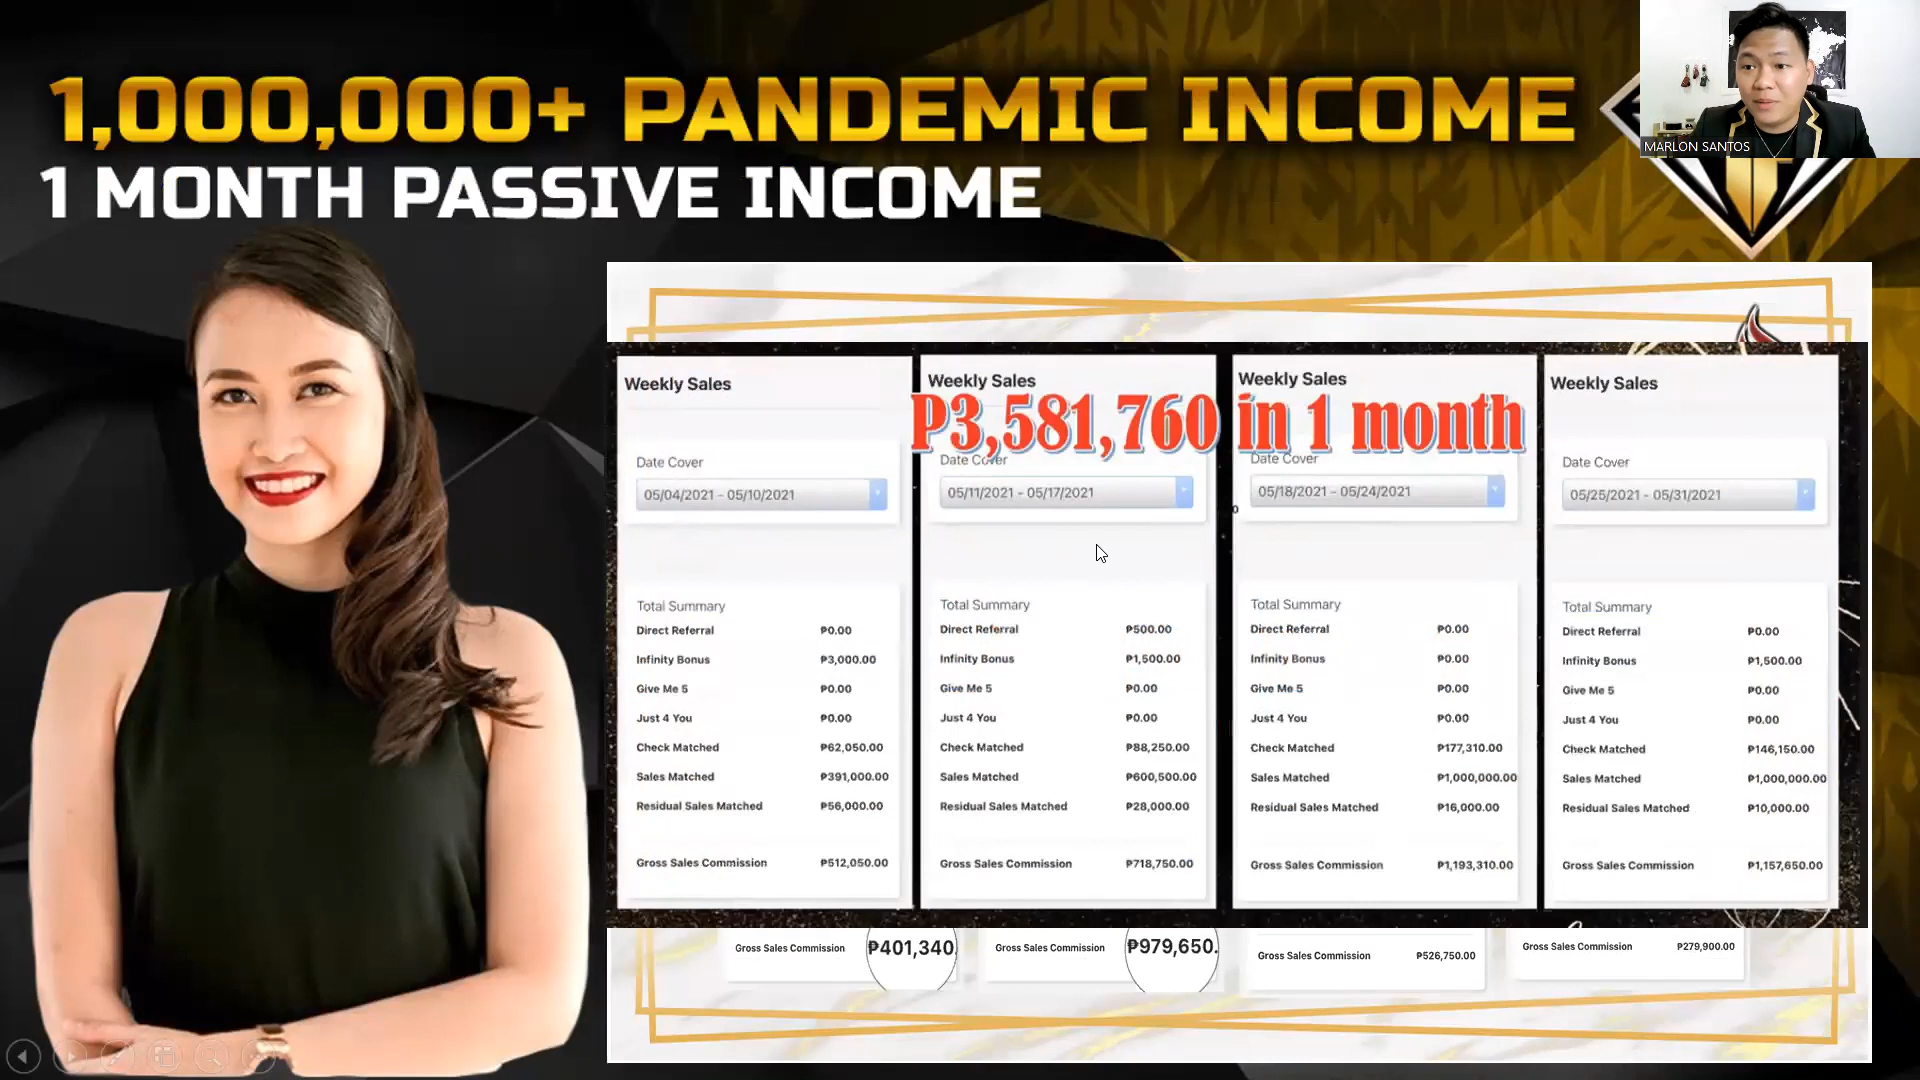 1,000,000+ PANDEMIC INCOME
1 MONTH PASSIVE INCOME
MARLON SANTOS
₱3,581,760 in 1 month
Weekly Sales
Date Cover
05/04/2021 - 05/10/2021
Total Summary
Direct Referral ₱0.00
Infinity Bonus ₱3,000.00
Give Me 5 ₱0.00
Just 4 You ₱0.00
Check Matched ₱62,050.00
Sales Matched ₱391,000.00
Residual Sales Matched ₱56,000.00
Gross Sales Commission ₱512,050.00
Weekly Sales
Date Cover
05/11/2021 - 05/17/2021
Total Summary
Direct Referral ₱500.00
Infinity Bonus ₱1,500.00
Give Me 5 ₱0.00
Just 4 You ₱0.00
Check Matched ₱88,250.00
Sales Matched ₱600,500.00
Residual Sales Matched ₱28,000.00
Gross Sales Commission ₱718,750.00
Weekly Sales
Date Cover
05/18/2021 - 05/24/2021
Total Summary
Direct Referral ₱0.00
Infinity Bonus ₱0.00
Give Me 5 ₱0.00
Just 4 You ₱0.00
Check Matched ₱177,310.00
Sales Matched ₱1,000,000.00
Residual Sales Matched ₱16,000.00
Gross Sales Commission ₱1,193,310.00
Weekly Sales
Date Cover
05/25/2021 - 05/31/2021
Total Summary
Direct Referral ₱0.00
Infinity Bonus ₱1,500.00
Give Me 5 ₱0.00
Just 4 You ₱0.00
Check Matched ₱146,150.00
Sales Matched ₱1,000,000.00
Residual Sales Matched ₱10,000.00
Gross Sales Commission ₱1,157,650.00
Gross Sales Commission ₱401,340.
Gross Sales Commission ₱979,650.
Gross Sales Commission ₱526,750.00
Gross Sales Commission ₱279,900.00